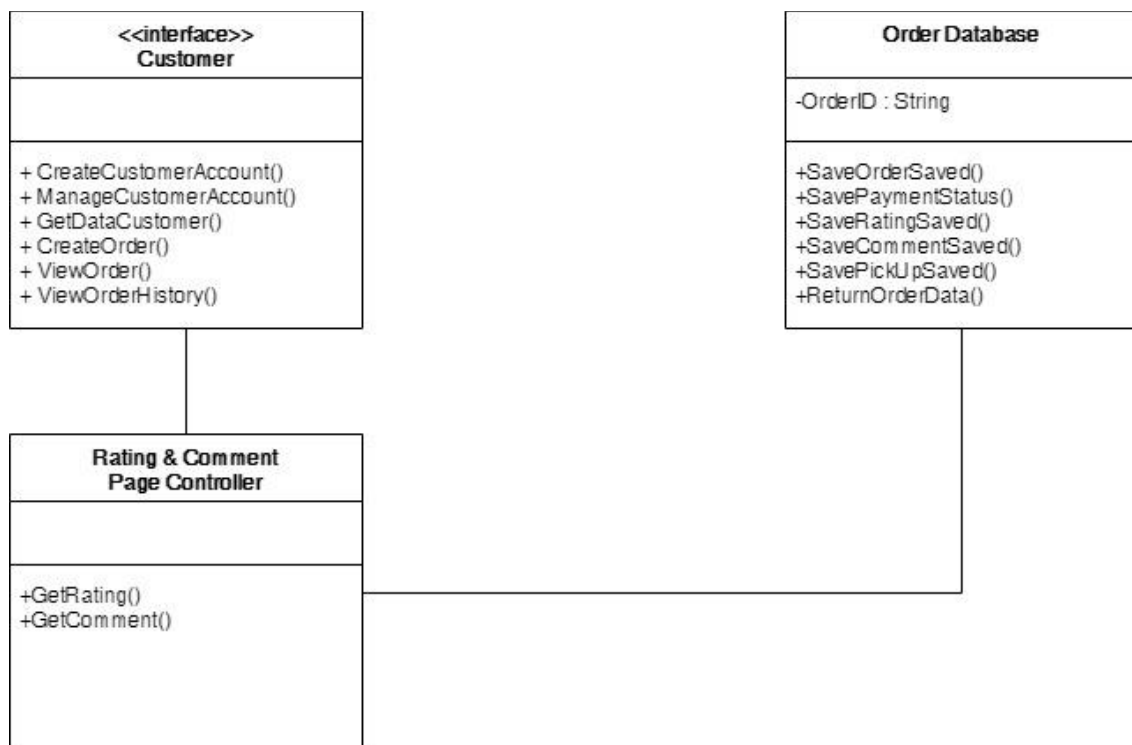 <<interface>>
Customer
+ CreateCustomerAccount()
+ ManageCustomerAccount()
+ GetDataCustomer()
+ CreateOrder()
+ ViewOrder()
+ ViewOrderHistory()
Order Database
-OrderID : String
+SaveOrderSaved()
+SavePaymentStatus()
+SaveRatingSaved()
+SaveCommentSaved()
+SavePickUpSaved()
+ReturnOrderData()
Rating & Comment
Page Controller
+GetRating()
+GetComment()